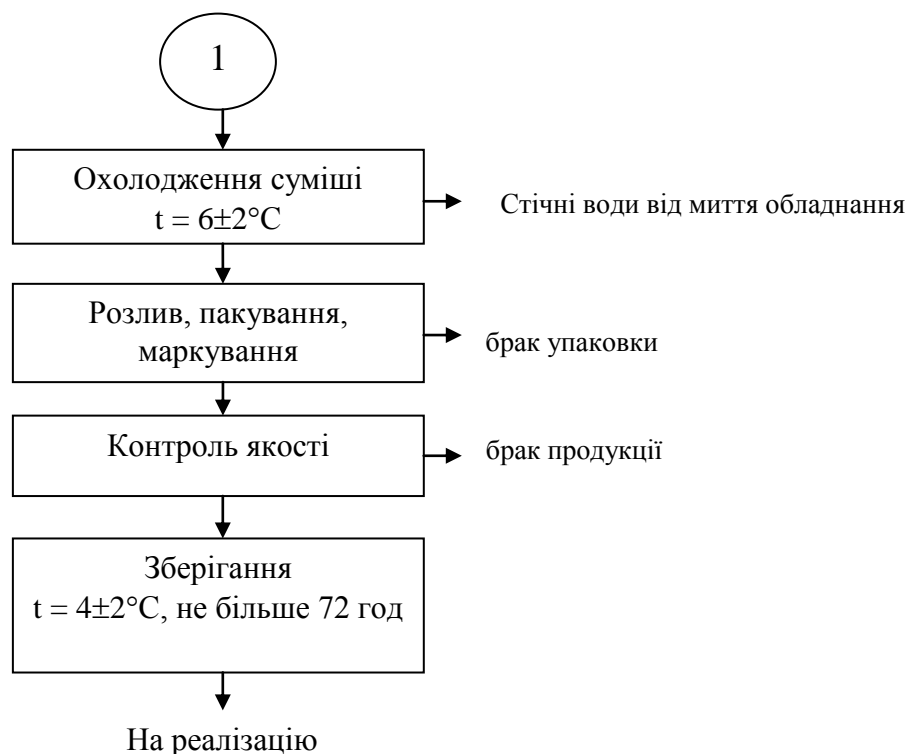 1
Охолодження суміші
t = 6±2°С
Стічні води від миття обладнання
Розлив, пакування,
маркування
брак упаковки
Контроль якості
брак продукції
Зберігання
t = 4±2°С, не більше 72 год
На реалізацію